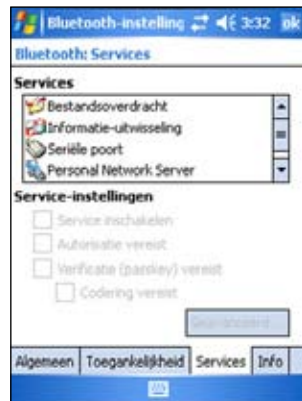 Bluetooth-instelling 3:32 ok
Bluetooth: Services
Services
Bestandsoverdracht
Informatie-uitwisseling
Seriële poort
Personal Network Server
Service-instellingen
Service inschakelen
Autorisatie vereist
Verificatie (passkey) vereist
Codering vereist
Geavanceerd...
Algemeen Toegankelijkheid Services Info